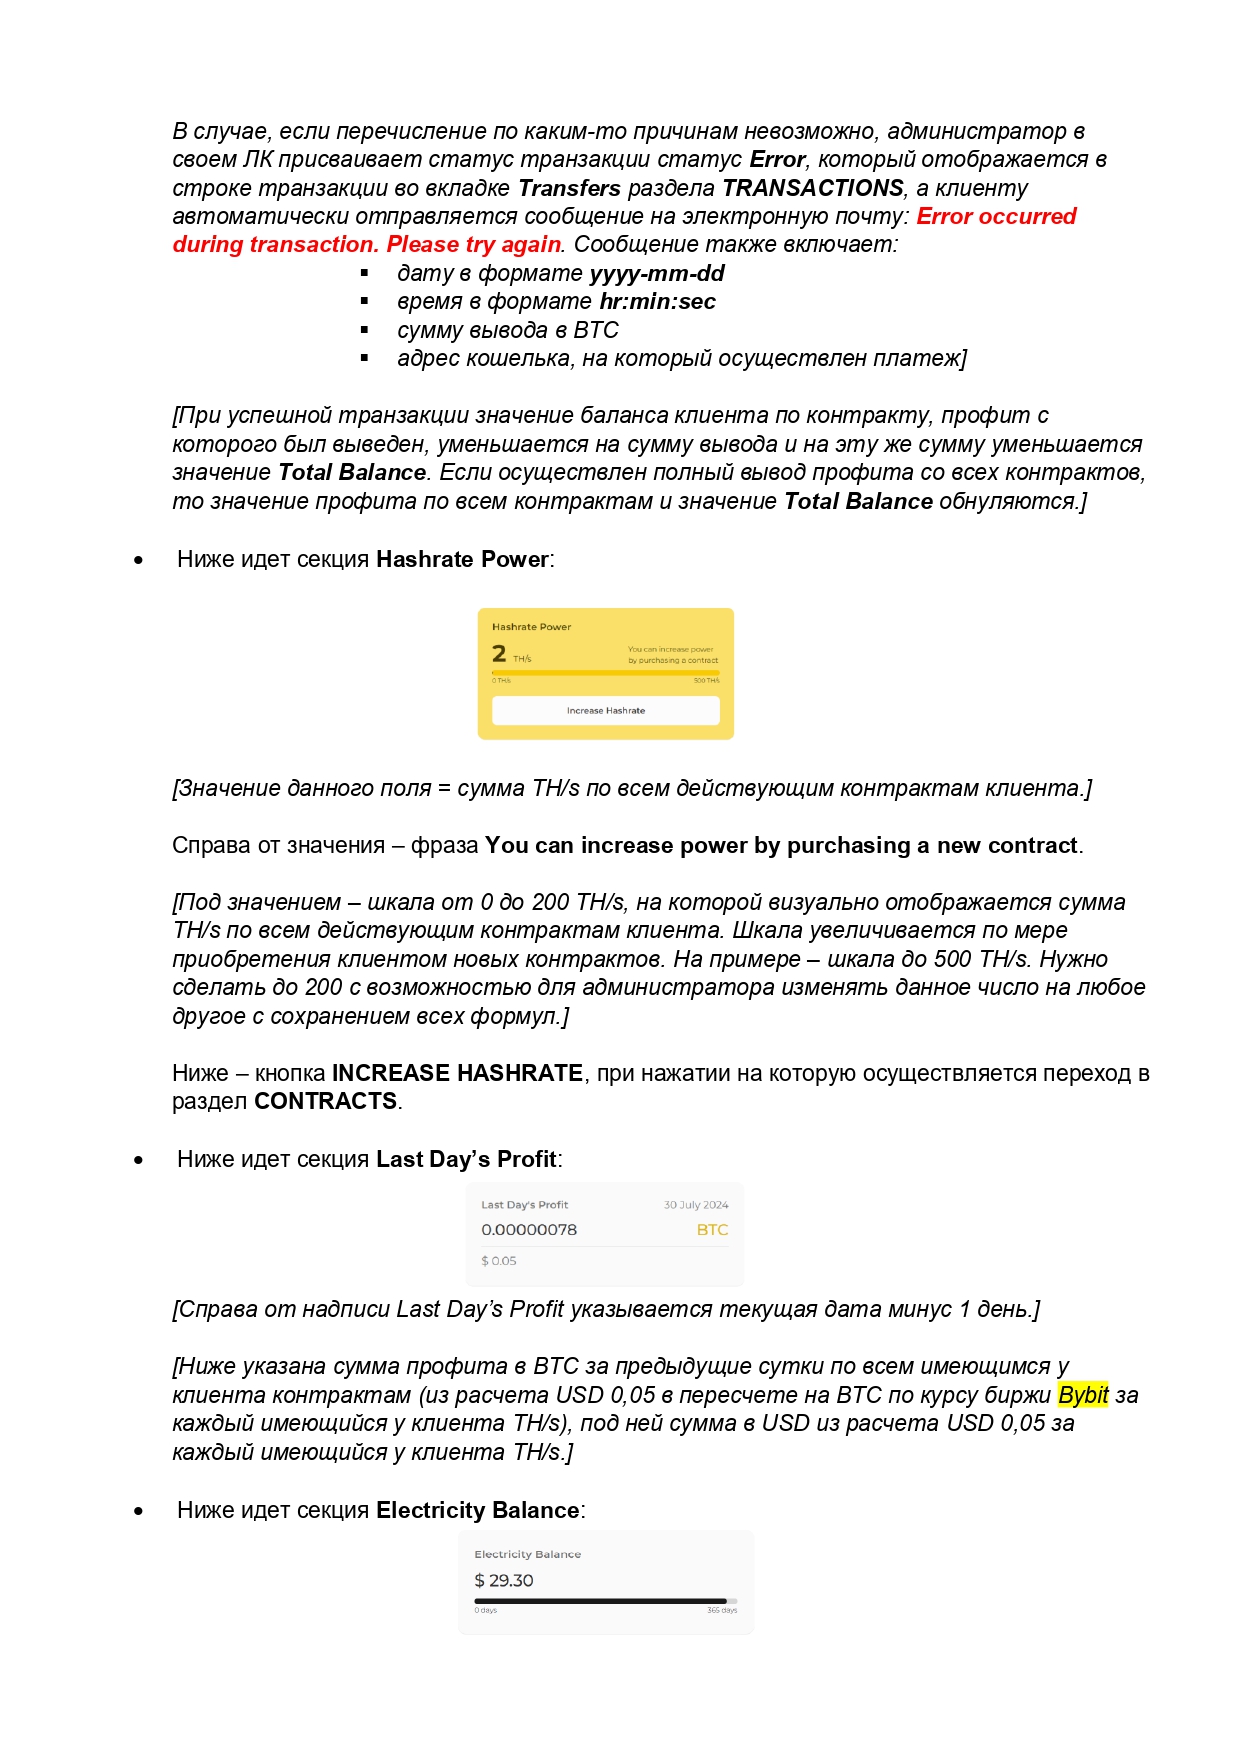 В случае, если перечисление по каким-то причинам невозможно, администратор в
своем ЛК присваивает статус транзакции статус Error, который отображается в
строке транзакции во вкладке Transfers раздела TRANSACTIONS, а клиенту
автоматически отправляется сообщение на электронную почту: Error occurred
during transaction. Please try again. Сообщение также включает:
▪ дату в формате yyyy-mm-dd
▪ время в формате hr:min:sec
▪ сумму вывода в BTC
▪ адрес кошелька, на который осуществлен платеж]
[При успешной транзакции значение баланса клиента по контракту, профит с
которого был выведен, уменьшается на сумму вывода и на эту же сумму уменьшается
значение Total Balance. Если осуществлен полный вывод профита со всех контрактов,
то значение профита по всем контрактам и значение Total Balance обнуляются.]
• Ниже идет секция Hashrate Power:
Hashrate Power
2 TH/s
You can increase power
by purchasing a contract
0 TH/s 500 TH/s
Increase Hashrate
[Значение данного поля = сумма TH/s по всем действующим контрактам клиента.]
Справа от значения – фраза You can increase power by purchasing a new contract.
[Под значением – шкала от 0 до 200 TH/s, на которой визуально отображается сумма
TH/s по всем действующим контрактам клиента. Шкала увеличивается по мере
приобретения клиентом новых контрактов. На примере – шкала до 500 TH/s. Нужно
сделать до 200 с возможностью для администратора изменять данное число на любое
другое с сохранением всех формул.]
Ниже – кнопка INCREASE HASHRATE, при нажатии на которую осуществляется переход в
раздел CONTRACTS.
• Ниже идет секция Last Day’s Profit:
Last Day's Profit 30 July 2024
0.00000078 BTC
$ 0.05
[Справа от надписи Last Day’s Profit указывается текущая дата минус 1 день.]
[Ниже указана сумма профита в BTC за предыдущие сутки по всем имеющимся у
клиента контрактам (из расчета USD 0,05 в пересчете на BTC по курсу биржи Bybit за
каждый имеющийся у клиента TH/s), под ней сумма в USD из расчета USD 0,05 за
каждый имеющийся у клиента TH/s.]
• Ниже идет секция Electricity Balance:
Electricity Balance
$ 29.30
0 days 365 days